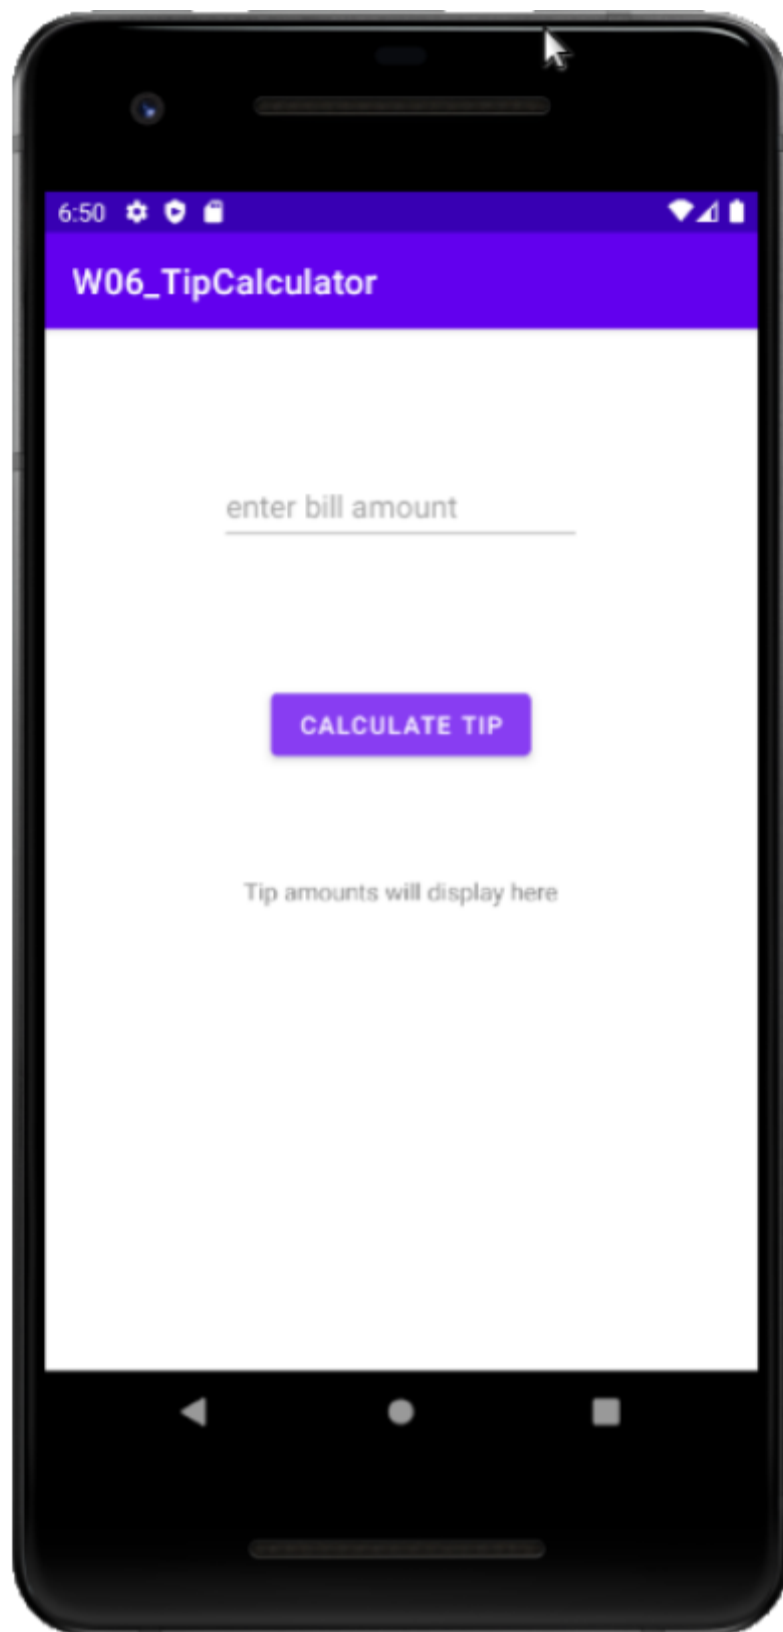 6:50
W06_TipCalculator
enter bill amount
CALCULATE TIP
Tip amounts will display here